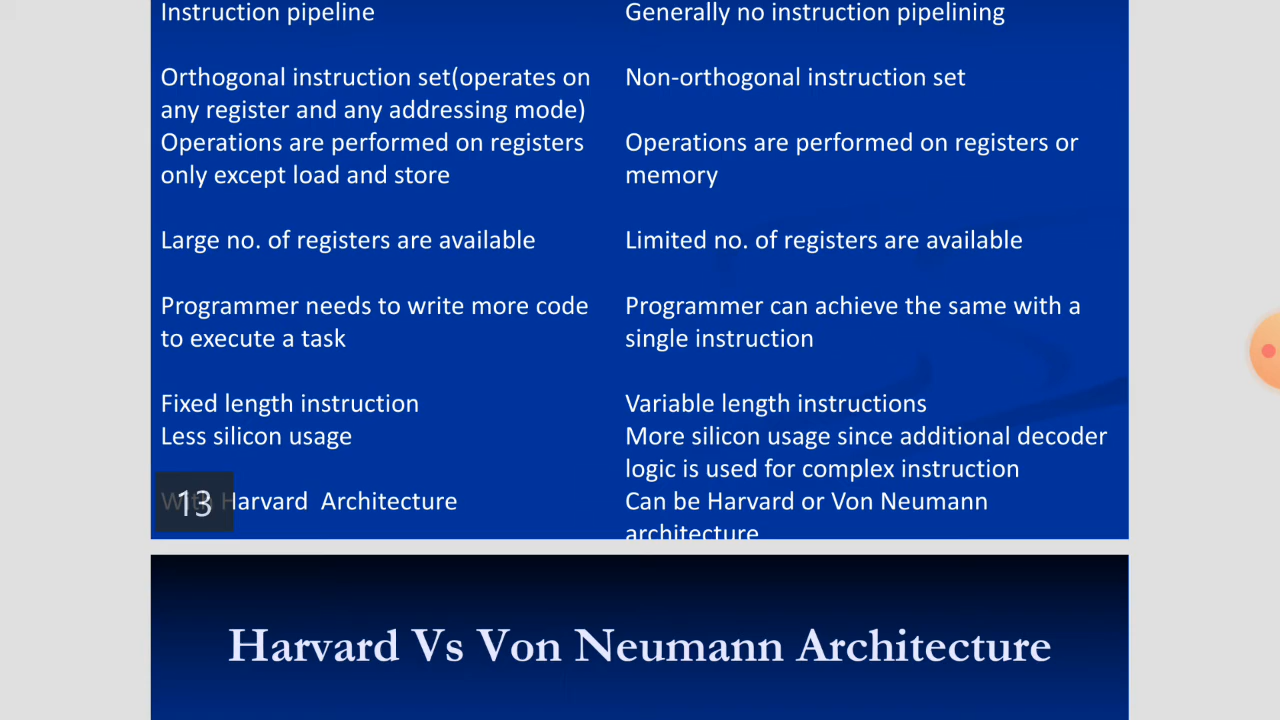 Instruction pipeline
Generally no instruction pipelining
Orthogonal instruction set(operates on
any register and any addressing mode)
Non-orthogonal instruction set
Operations are performed on registers
only except load and store
Operations are performed on registers or
memory
Large no. of registers are available
Limited no. of registers are available
Programmer needs to write more code
to execute a task
Programmer can achieve the same with a
single instruction
Fixed length instruction
Variable length instructions
Less silicon usage
More silicon usage since additional decoder
logic is used for complex instruction
With Harvard Architecture
13
Can be Harvard or Von Neumann
architecture
Harvard Vs Von Neumann Architecture